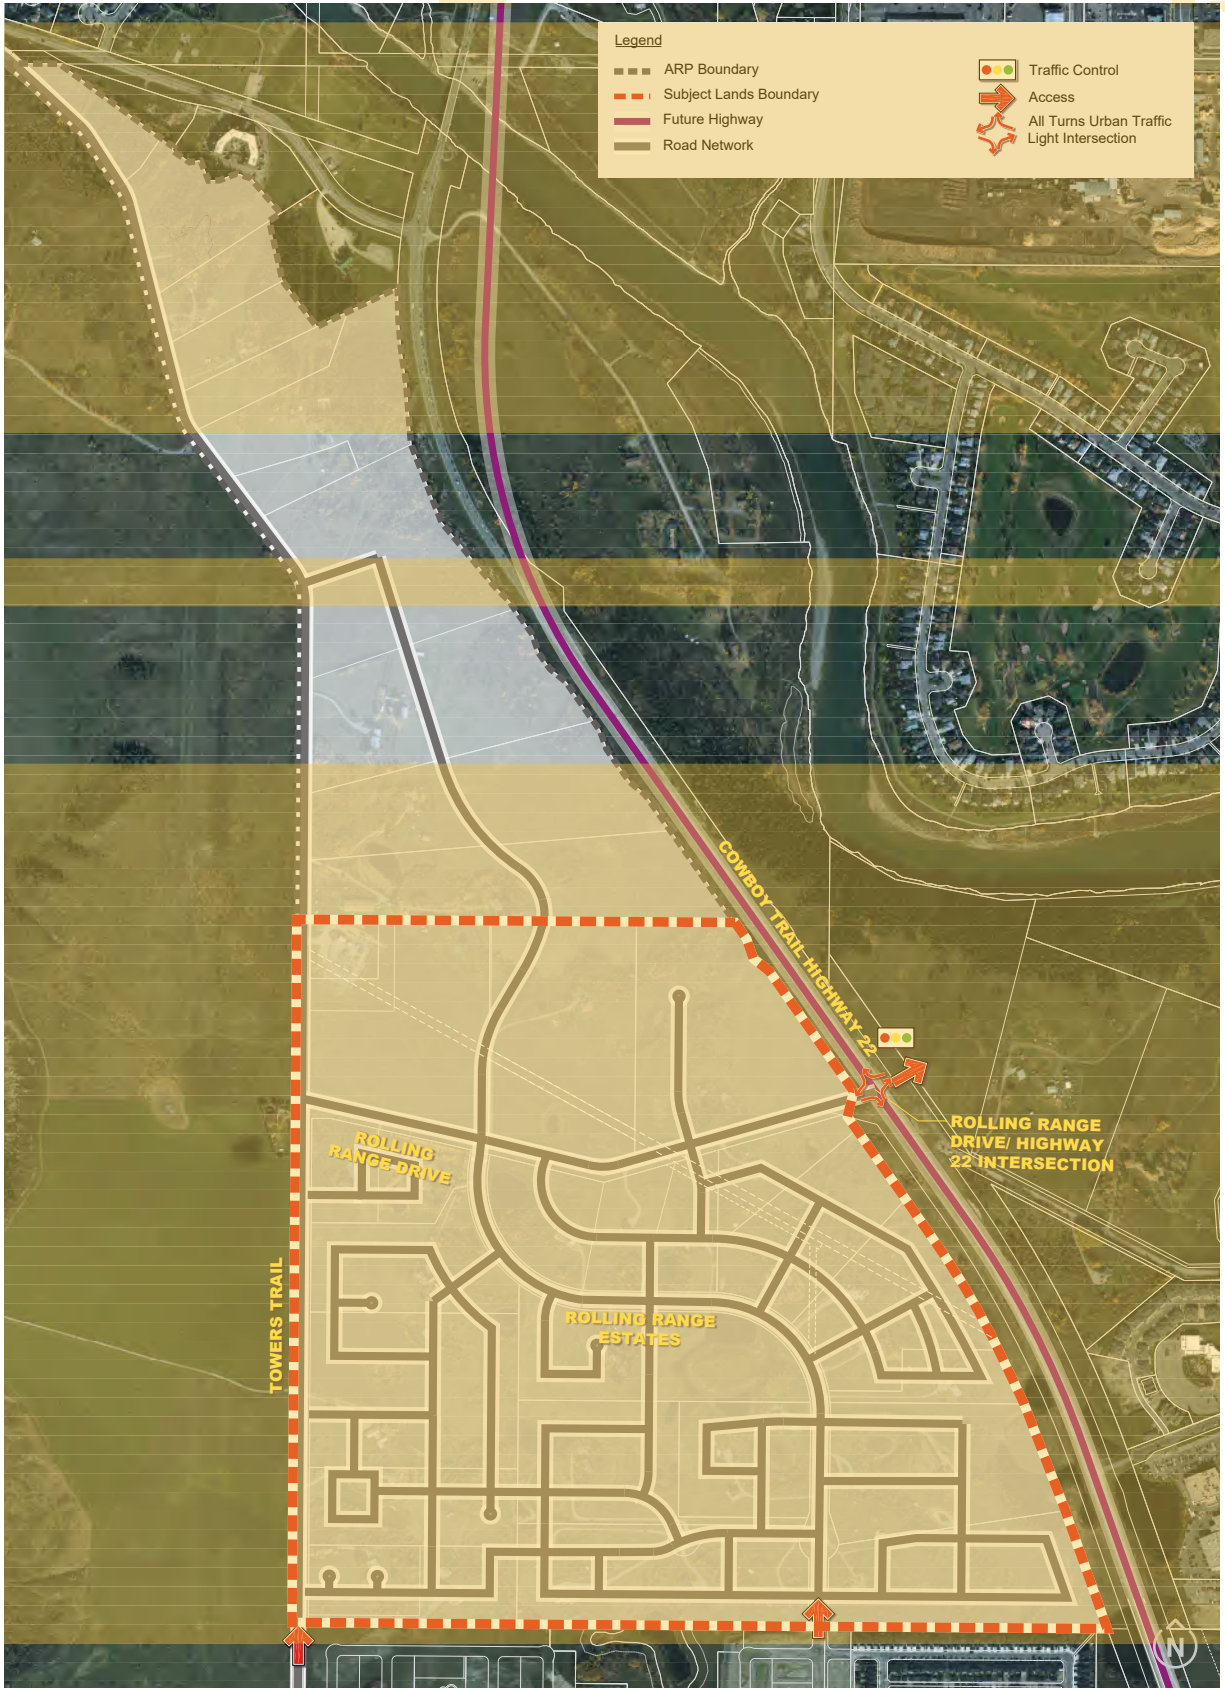 Legend
ARP Boundary
Subject Lands Boundary
Future Highway
Road Network
Traffic Control
Access
All Turns Urban Traffic
Light Intersection
COWBOY TRAIL HIGHWAY 22
ROLLING RANGE
DRIVE/ HIGHWAY
22 INTERSECTION
ROLLING
RANGE DRIVE
TOWERS TRAIL
ROLLING RANGE
ESTATES
N